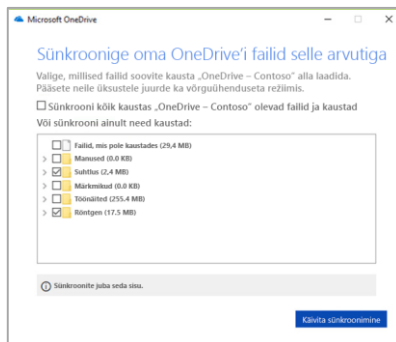 Microsoft OneDrive
Sünkroonige oma OneDrive'i failid selle arvutiga
Valige, millised failid soovite kausta „OneDrive – Contoso" alla laadida.
Pääsete neile üksustele juurde ka võrguühenduseta režiimis.
Sünkrooni kõik kaustas „OneDrive – Contoso" olevad failid ja kaustad
Või sünkrooni ainult need kaustad:
Failid, mis pole kaustades (29,4 MB)
Manused (0.0 KB)
Suhtlus (2,4 MB)
Märkmikud (0.0 KB)
Töönäited (255.4 MB)
Röntgen (17.5 MB)
Sünkroonite juba seda sisu.
Käivita sünkroonimine